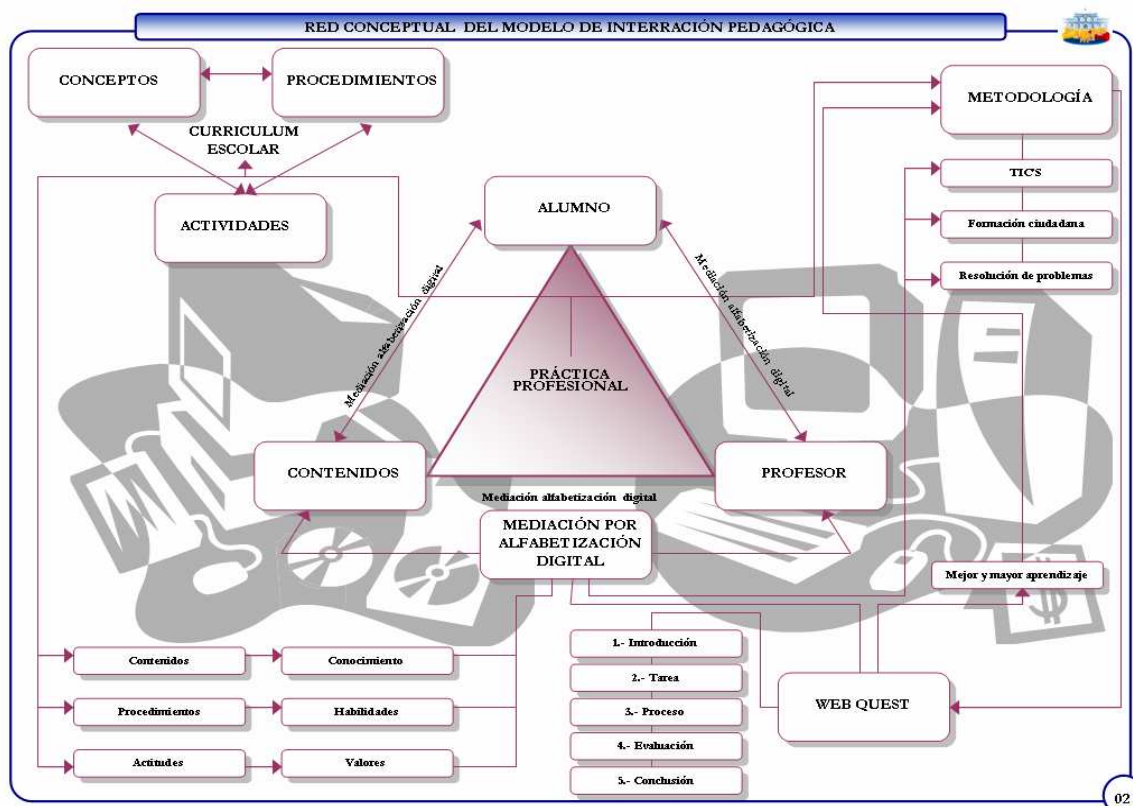 RED CONCEPTUAL DEL MODELO DE INTERRACIÓN PEDAGÓGICA
CONCEPTOS
PROCEDIMIENTOS
METODOLOGÍA
CURRICULUM
ESCOLAR
TICS
ALUMNO
ACTIVIDADES
Formación ciudadana
Resolución de problemas
Mediación alfabetización digital
Mediación alfabetización digital
PRÁCTICA
PROFESIONAL
CONTENIDOS
PROFESOR
Mediación alfabetización digital
MEDIACIÓN POR
ALFABETIZACIÓN
DIGITAL
Mejor y mayor aprendizaje
1.- Introducción
Contenidos
Conocimiento
2.- Tarea
WEB QUEST
Procedimientos
Habilidades
3.- Proceso
4.- Evaluación
Actitudes
Valores
5.- Conclusión
02